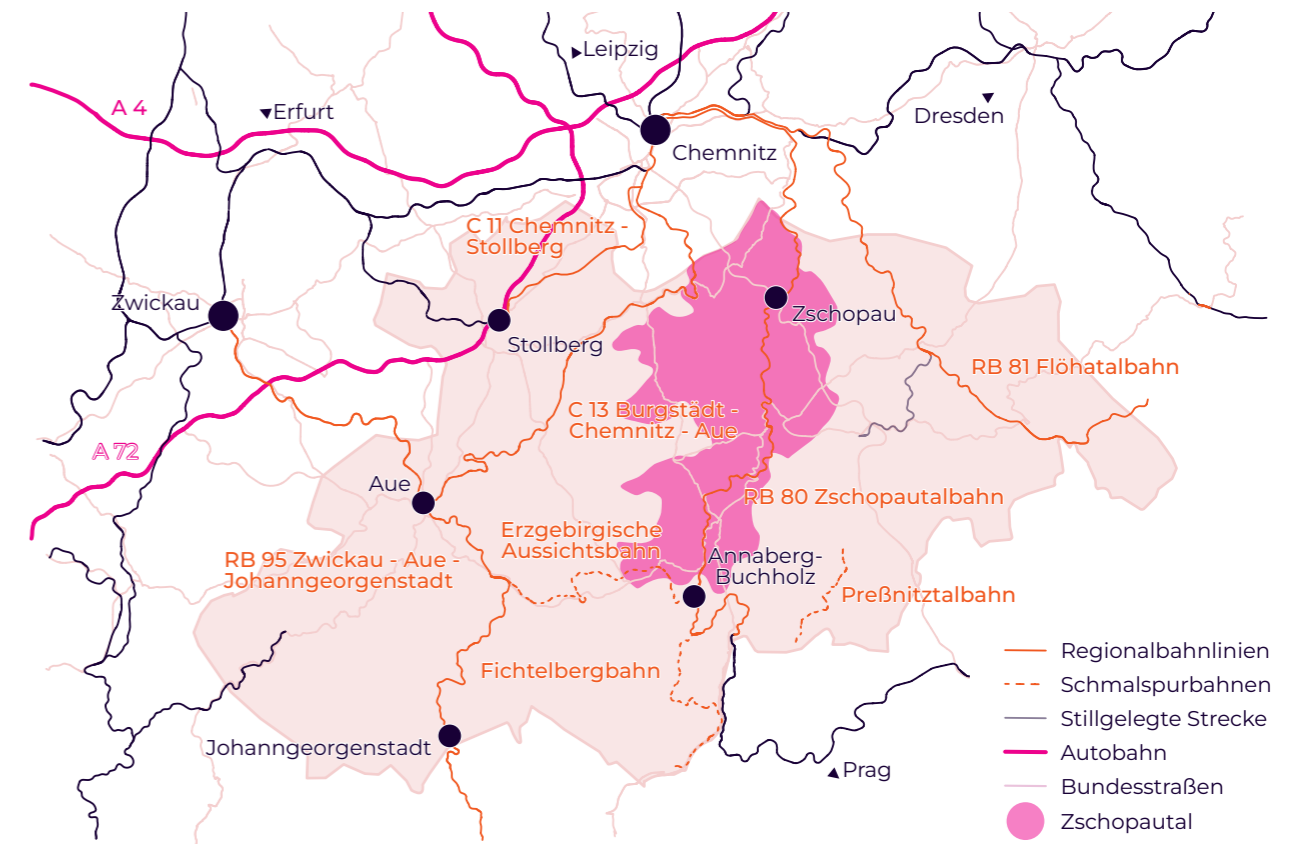 Leipzig
A 4
Erfurt
Dresden
Chemnitz
C 11 Chemnitz -
Stollberg
Zwickau
Zschopau
Stollberg
RB 81 Flöhatalbahn
C 13 Burgstädt -
Chemnitz - Aue
A 72
Aue
RB 80 Zschopautalbahn
Erzgebirgische
Aussichtsbahn
RB 95 Zwickau - Aue -
Johanngeorgenstadt
Annaberg-
Buchholz
Preßnitztalbahn
Fichtelbergbahn
Johanngeorgenstadt
Prag
Regionalbahnlinien
Schmalspurbahnen
Stillgelegte Strecke
Autobahn
Bundesstraßen
Zschopautal